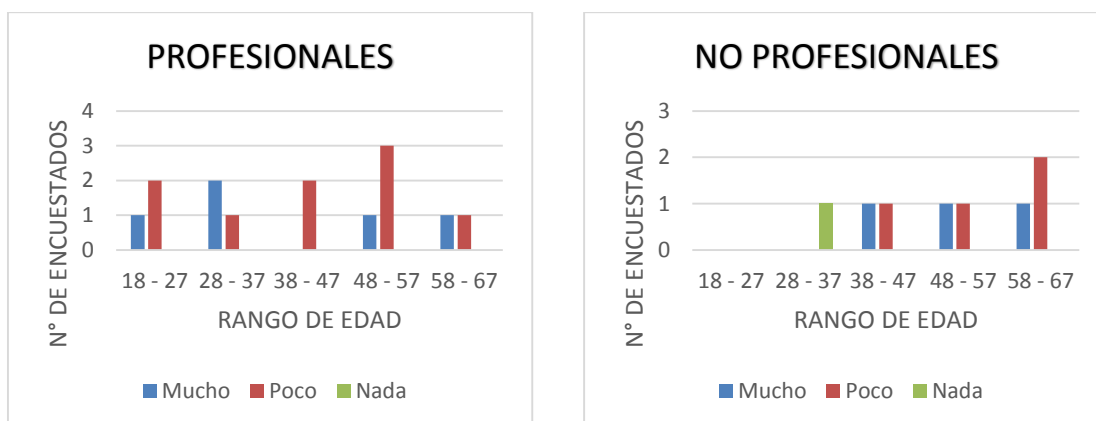 PROFESIONALES
N° DE ENCUESTADOS
4
3
2
1
0
18 - 27 28 - 37 38 - 47 48 - 57 58 - 67
RANGO DE EDAD
Mucho Poco Nada
NO PROFESIONALES
N° DE ENCUESTADOS
3
2
1
0
18 - 27 28 - 37 38 - 47 48 - 57 58 - 67
RANGO DE EDAD
Mucho Poco Nada